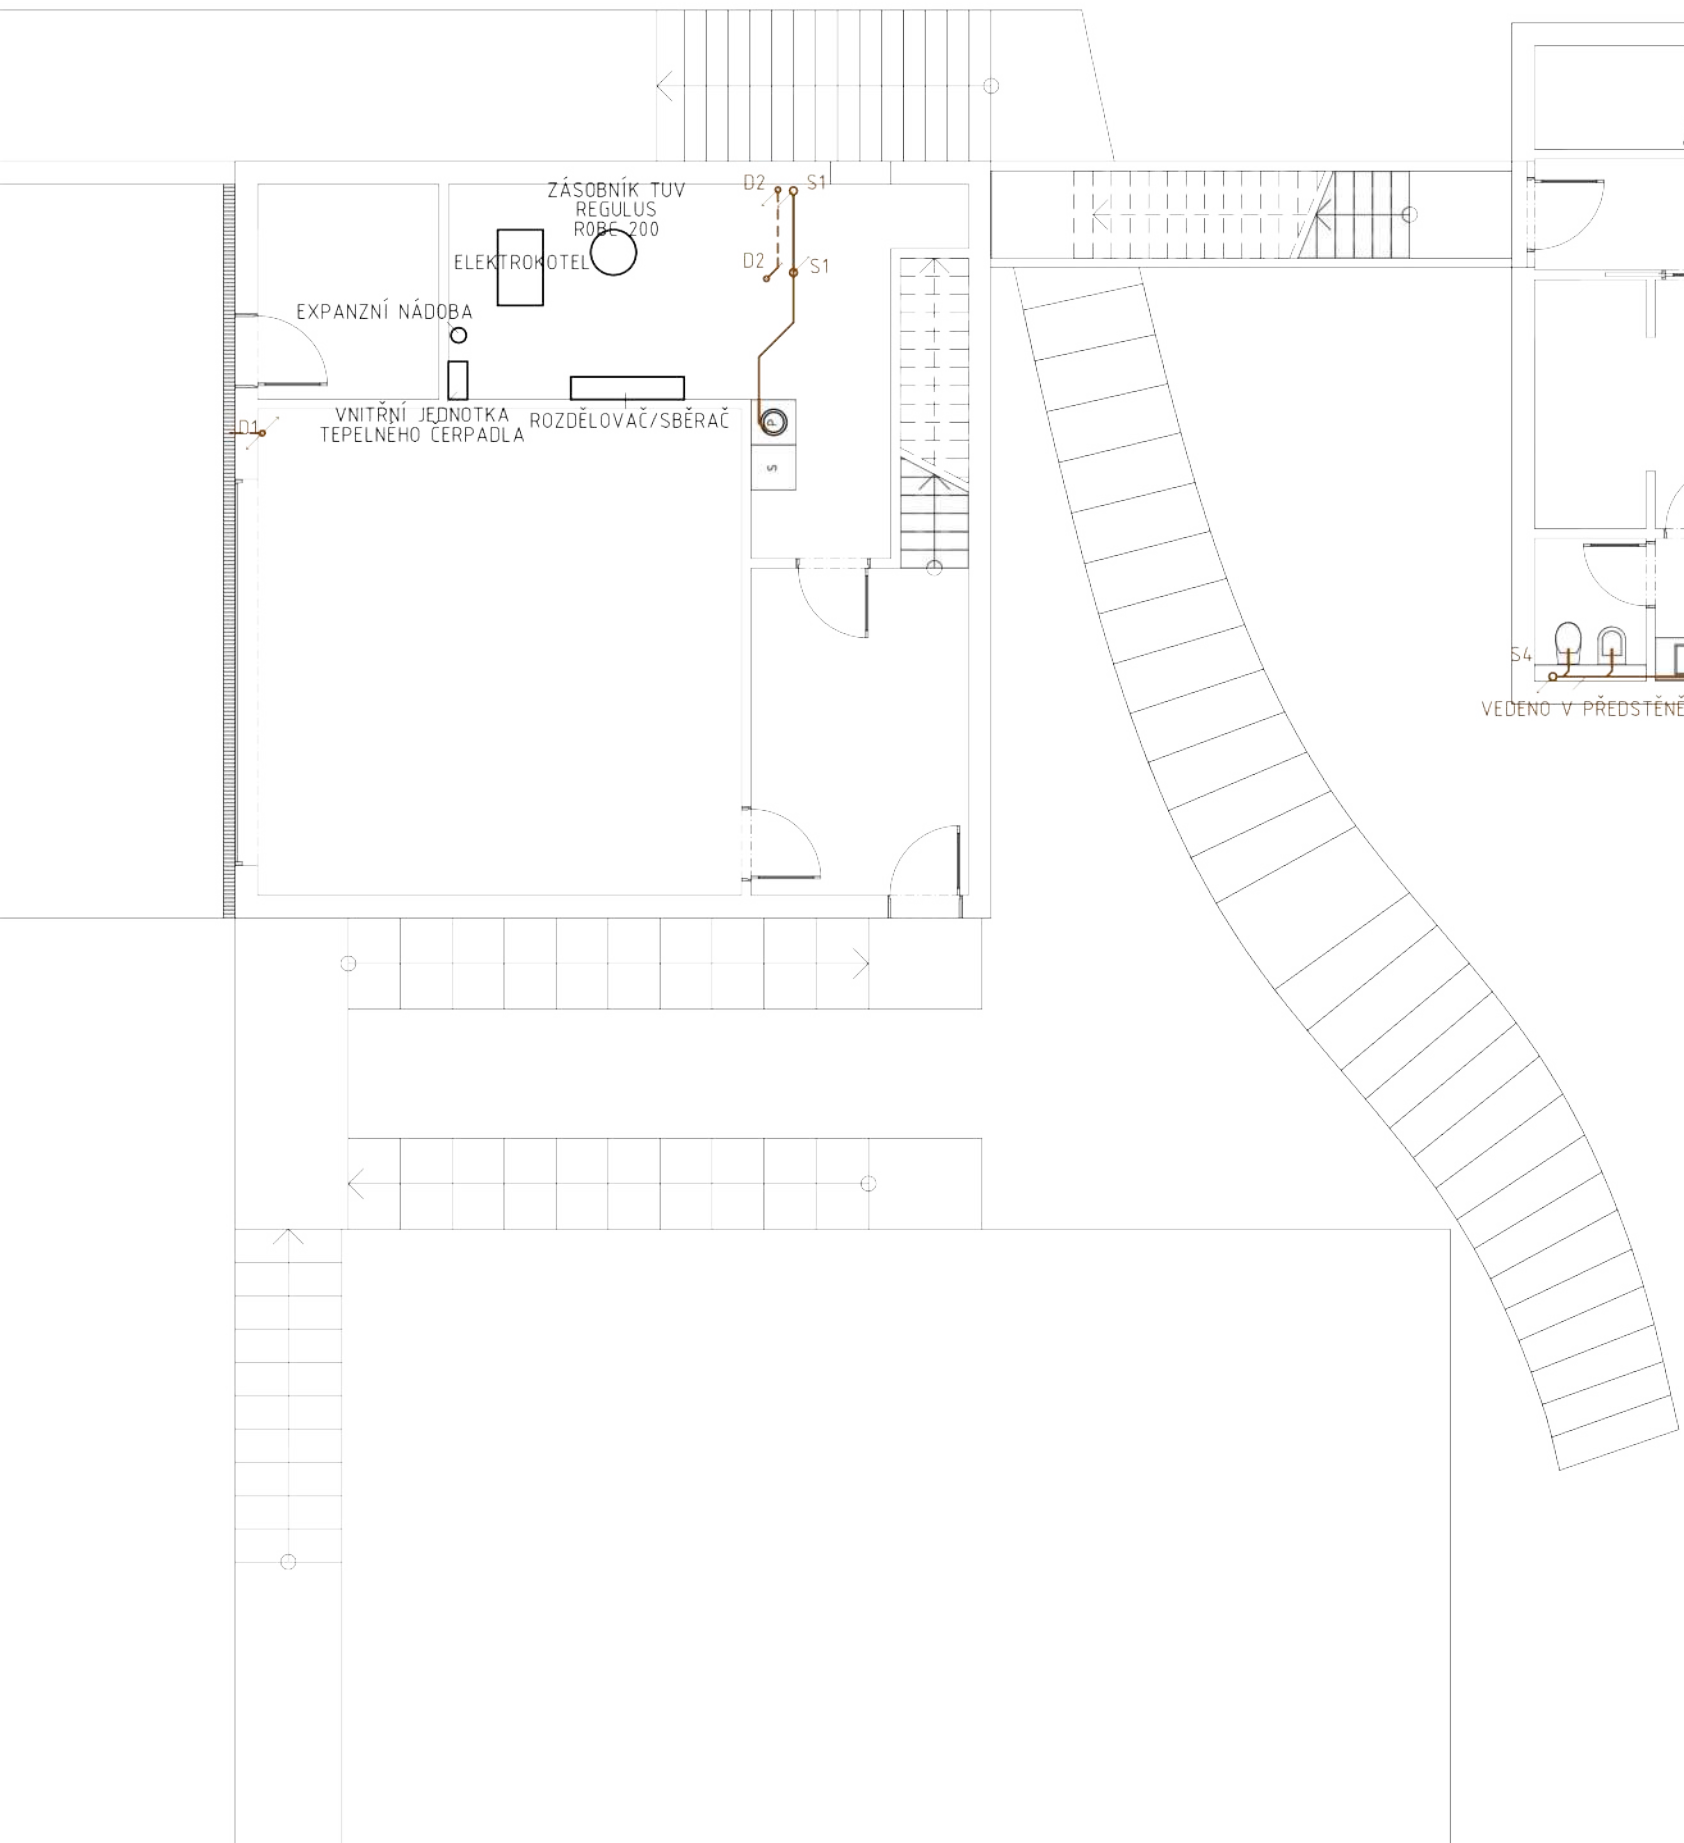 ZÁSOBNÍK TUV
REGULUS
ROBC 200
D2
S1
D2
S1
ELEKTROKOTEL
EXPANZNÍ NÁDOBA
VNITŘNÍ JEDNOTKA
TEPELNÉHO ČERPADLA
ROZDĚLOVAČ/SBĚRAČ
D1
P
S
S4
VEDENO V PŘEDSTĚNĚ